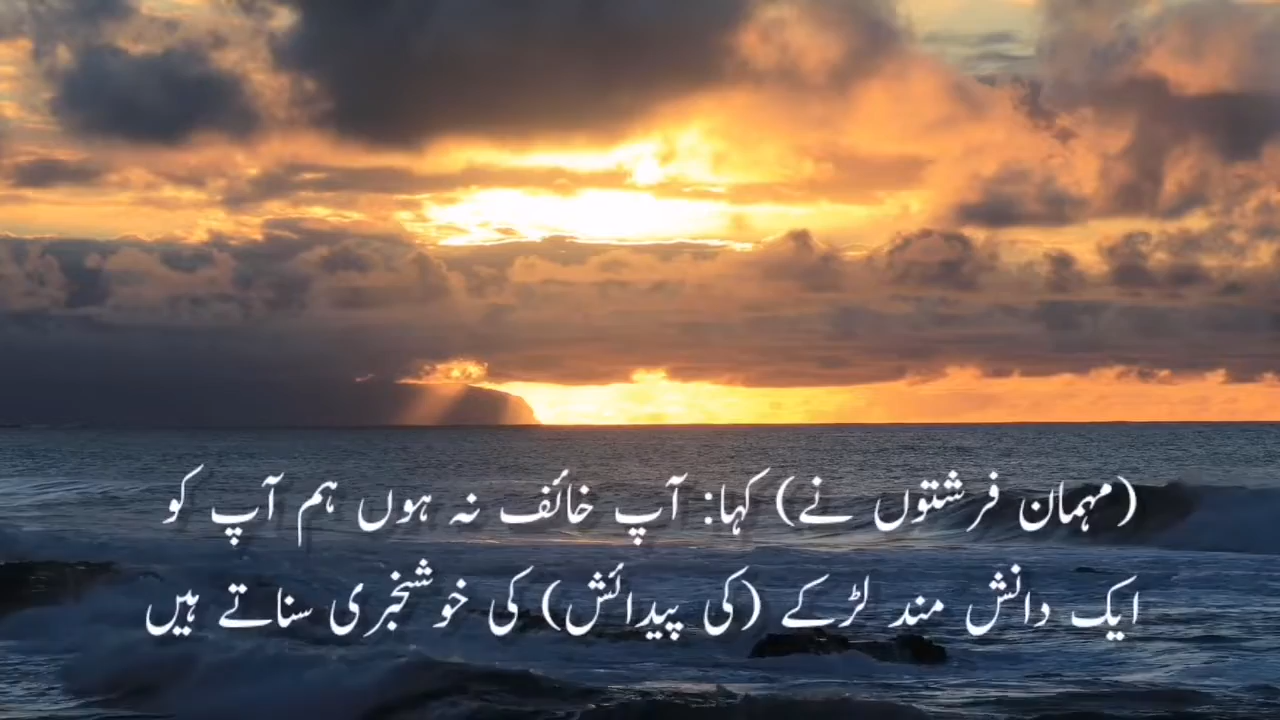 (مہمان فرشتوں نے) کہا: آپ خائف نہ ہوں ہم آپ کو
ایک دانش مند لڑکے (کی پیدائش) کی خوشخبری سناتے ہیں